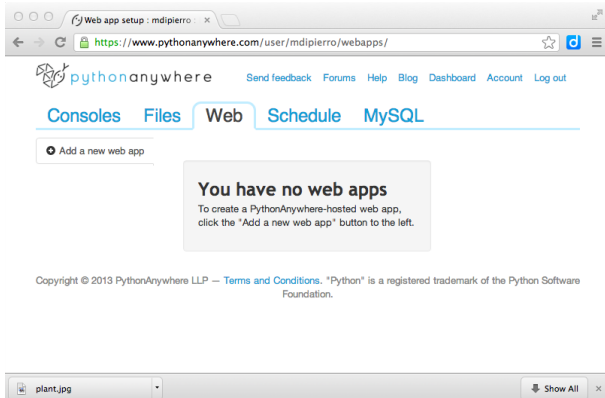 Web app setup : mdipierro :
https://www.pythonanywhere.com/user/mdipierro/webapps/
pythonanywhere Send feedback Forums Help Blog Dashboard Account Log out
Consoles Files Web Schedule MySQL
Add a new web app
You have no web apps
To create a PythonAnywhere-hosted web app,
click the "Add a new web app" button to the left.
Copyright © 2013 PythonAnywhere LLP — Terms and Conditions. "Python" is a registered trademark of the Python Software
Foundation.
plant.jpg Show All